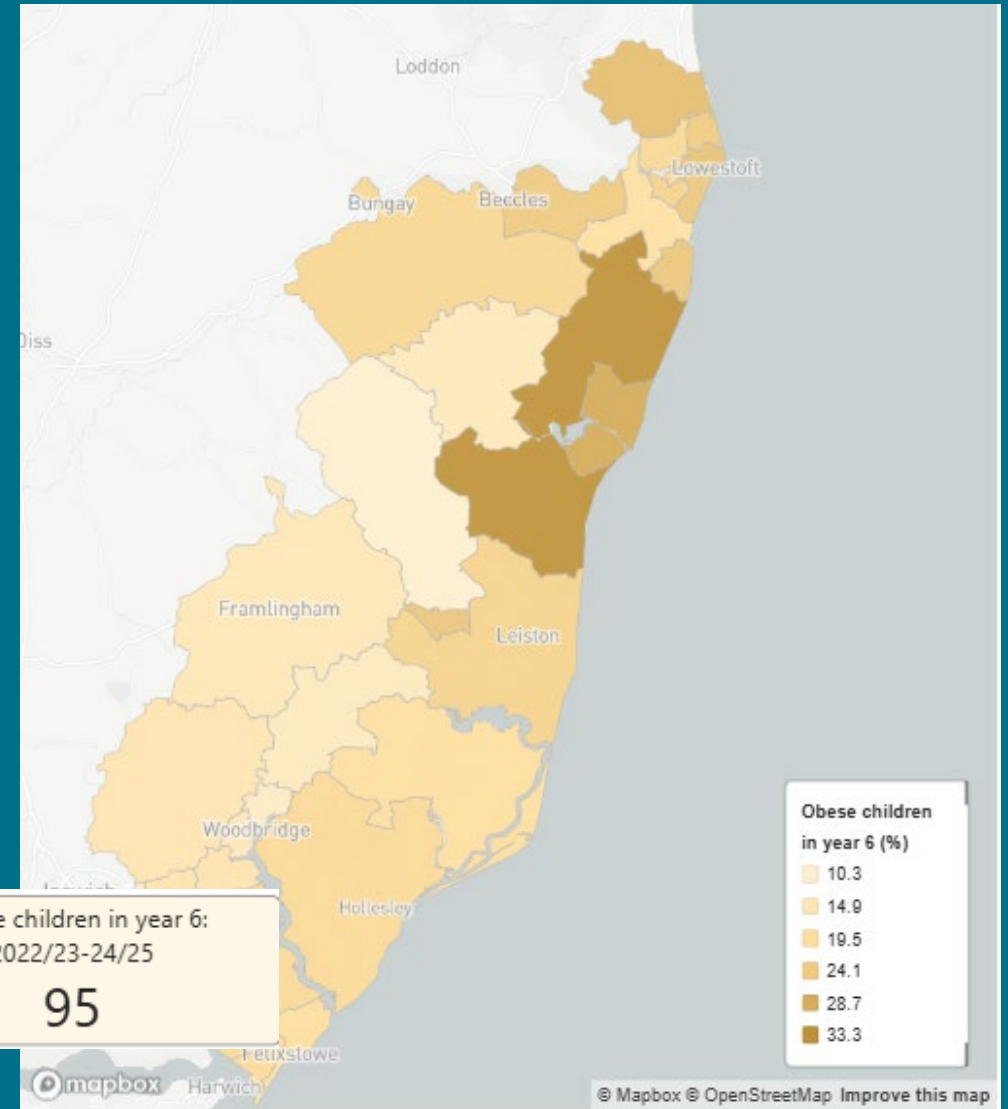 Loddon
Lowestoft
Bungay
Beccles
Framlingham
Leiston
Woodbridge
Hollesley
Obese children
in year 6 (%)
10.3
14.9
19.5
24.1
28.7
33.3
children in year 6:
2022/23-24/25
95
Felixstowe
mapbox
Harwich
© Mapbox © OpenStreetMap Improve this map